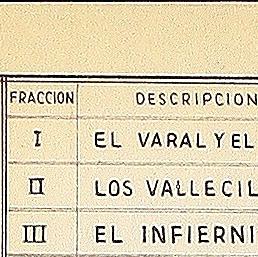 FRACCION DESCRIPCION
I EL VARAL Y EL
II LOS VALLECIL
III EL INFIERNI